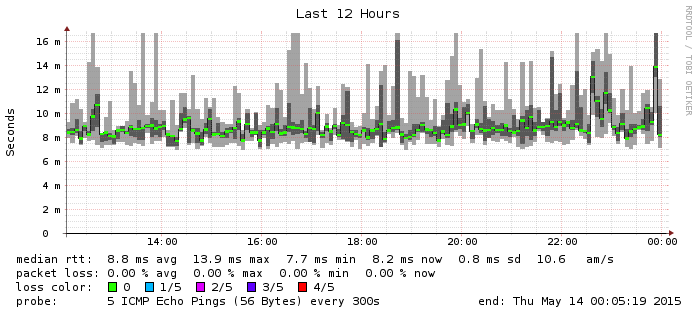 Last 12 Hours
RRDTOOL / TOBI OETIKER
Seconds
16 m
14 m
12 m
10 m
8 m
6 m
4 m
2 m
0
14:00 16:00 18:00 20:00 22:00 00:00
median rtt: 8.8 ms avg 13.9 ms max 7.7 ms min 8.2 ms now 0.8 ms sd 10.6 am/s
packet loss: 0.00 % avg 0.00 % max 0.00 % min 0.00 % now
loss color: 0 1/5 2/5 3/5 4/5
probe: 5 ICMP Echo Pings (56 Bytes) every 300s end: Thu May 14 00:05:19 2015